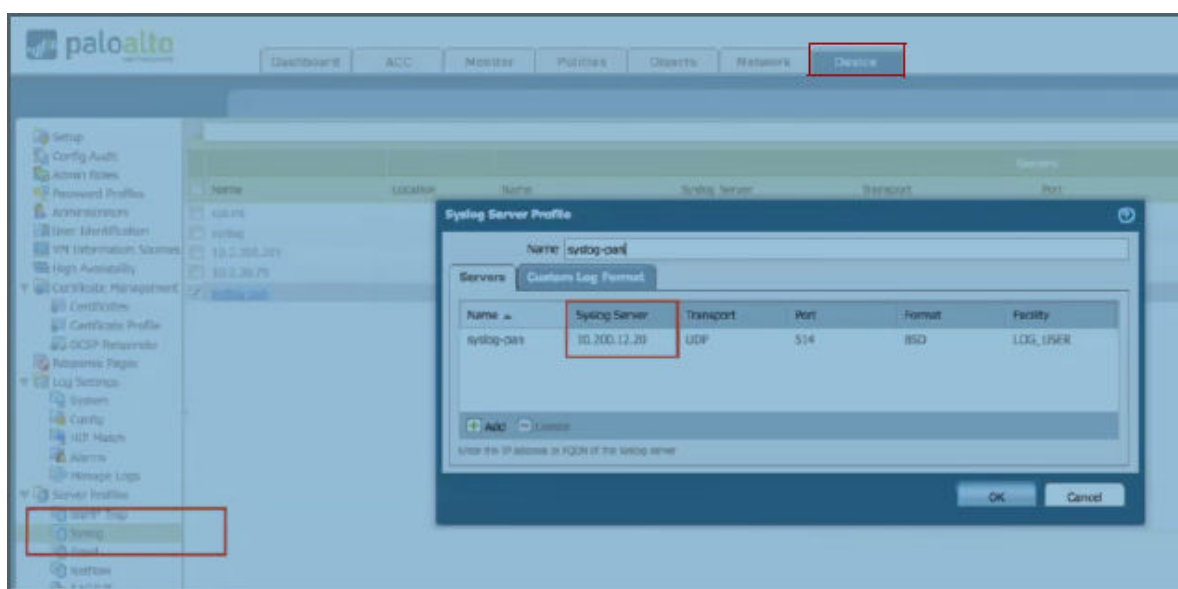 paloalto
Dashboard ACC Monitor Policies Objects Network Device
Setup
Config Audit
Admin Roles
Password Profiles
Administrators
User Identification
VM Information Sources
High Availability
Certificate Management
Certificates
Certificate Profile
OCSP Responder
Response Pages
Log Settings
System
Config
HIP Match
Alarms
Manage Logs
Server Profiles
SNMP Trap
Syslog
Email
Netflow
Servers
Name Location Name Syslog Server Transport Port
syslog
syslog-pan
Syslog Server Profile
Name syslog-pan
Servers Custom Log Format
Name Syslog Server Transport Port Format Facility
syslog-pan 10.200.12.20 UDP 514 BSD LOG_USER
Add Delete
Enter the IP address or FQDN of the Syslog server
OK Cancel